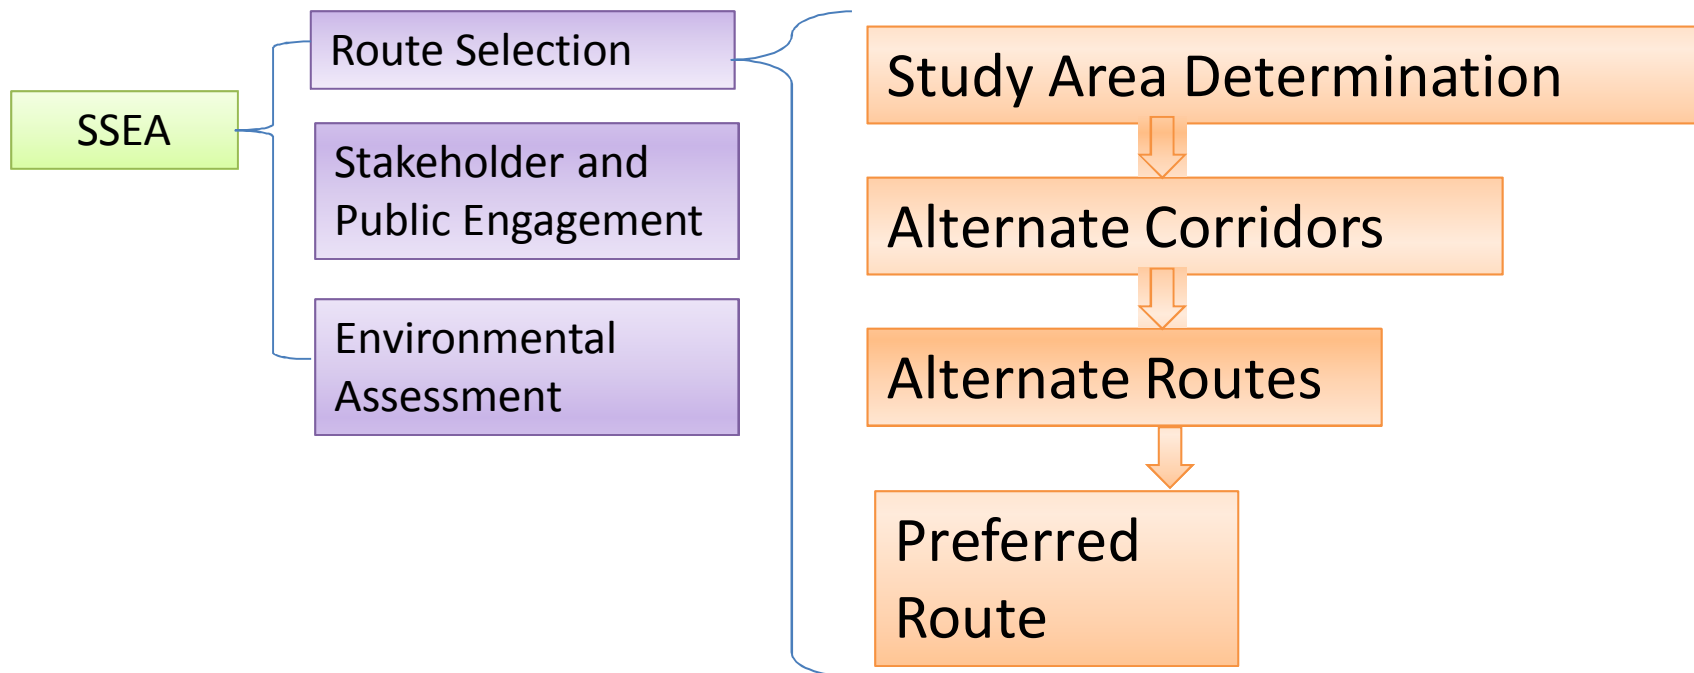 SSEA
Route Selection
Stakeholder and
Public Engagement
Environmental
Assessment
Study Area Determination
Alternate Corridors
Alternate Routes
Preferred
Route